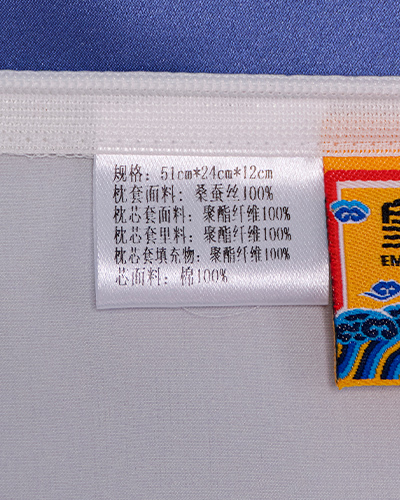 规格：51cm*24cm*12cm
枕套面料：桑蚕丝100%
枕芯套面料：聚酯纤维100%
枕芯套里料：聚酯纤维100%
枕芯套填充物：聚酯纤维100%
芯面料：棉100%
EM